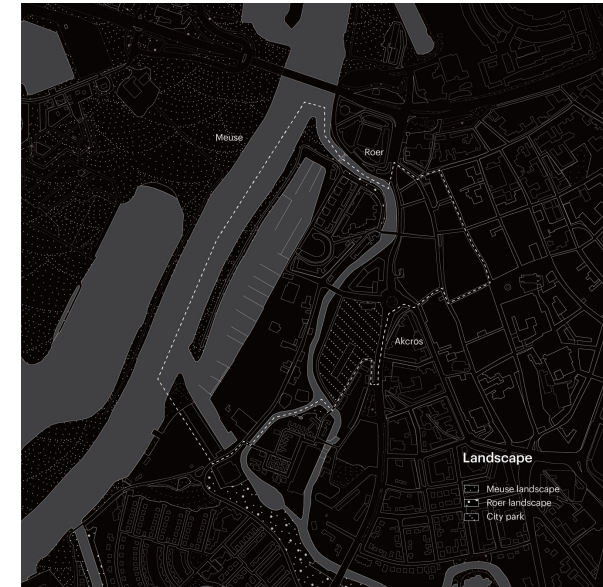 Meuse
Roer
Akcros
Landscape
Meuse landscape
Roer landscape
City park